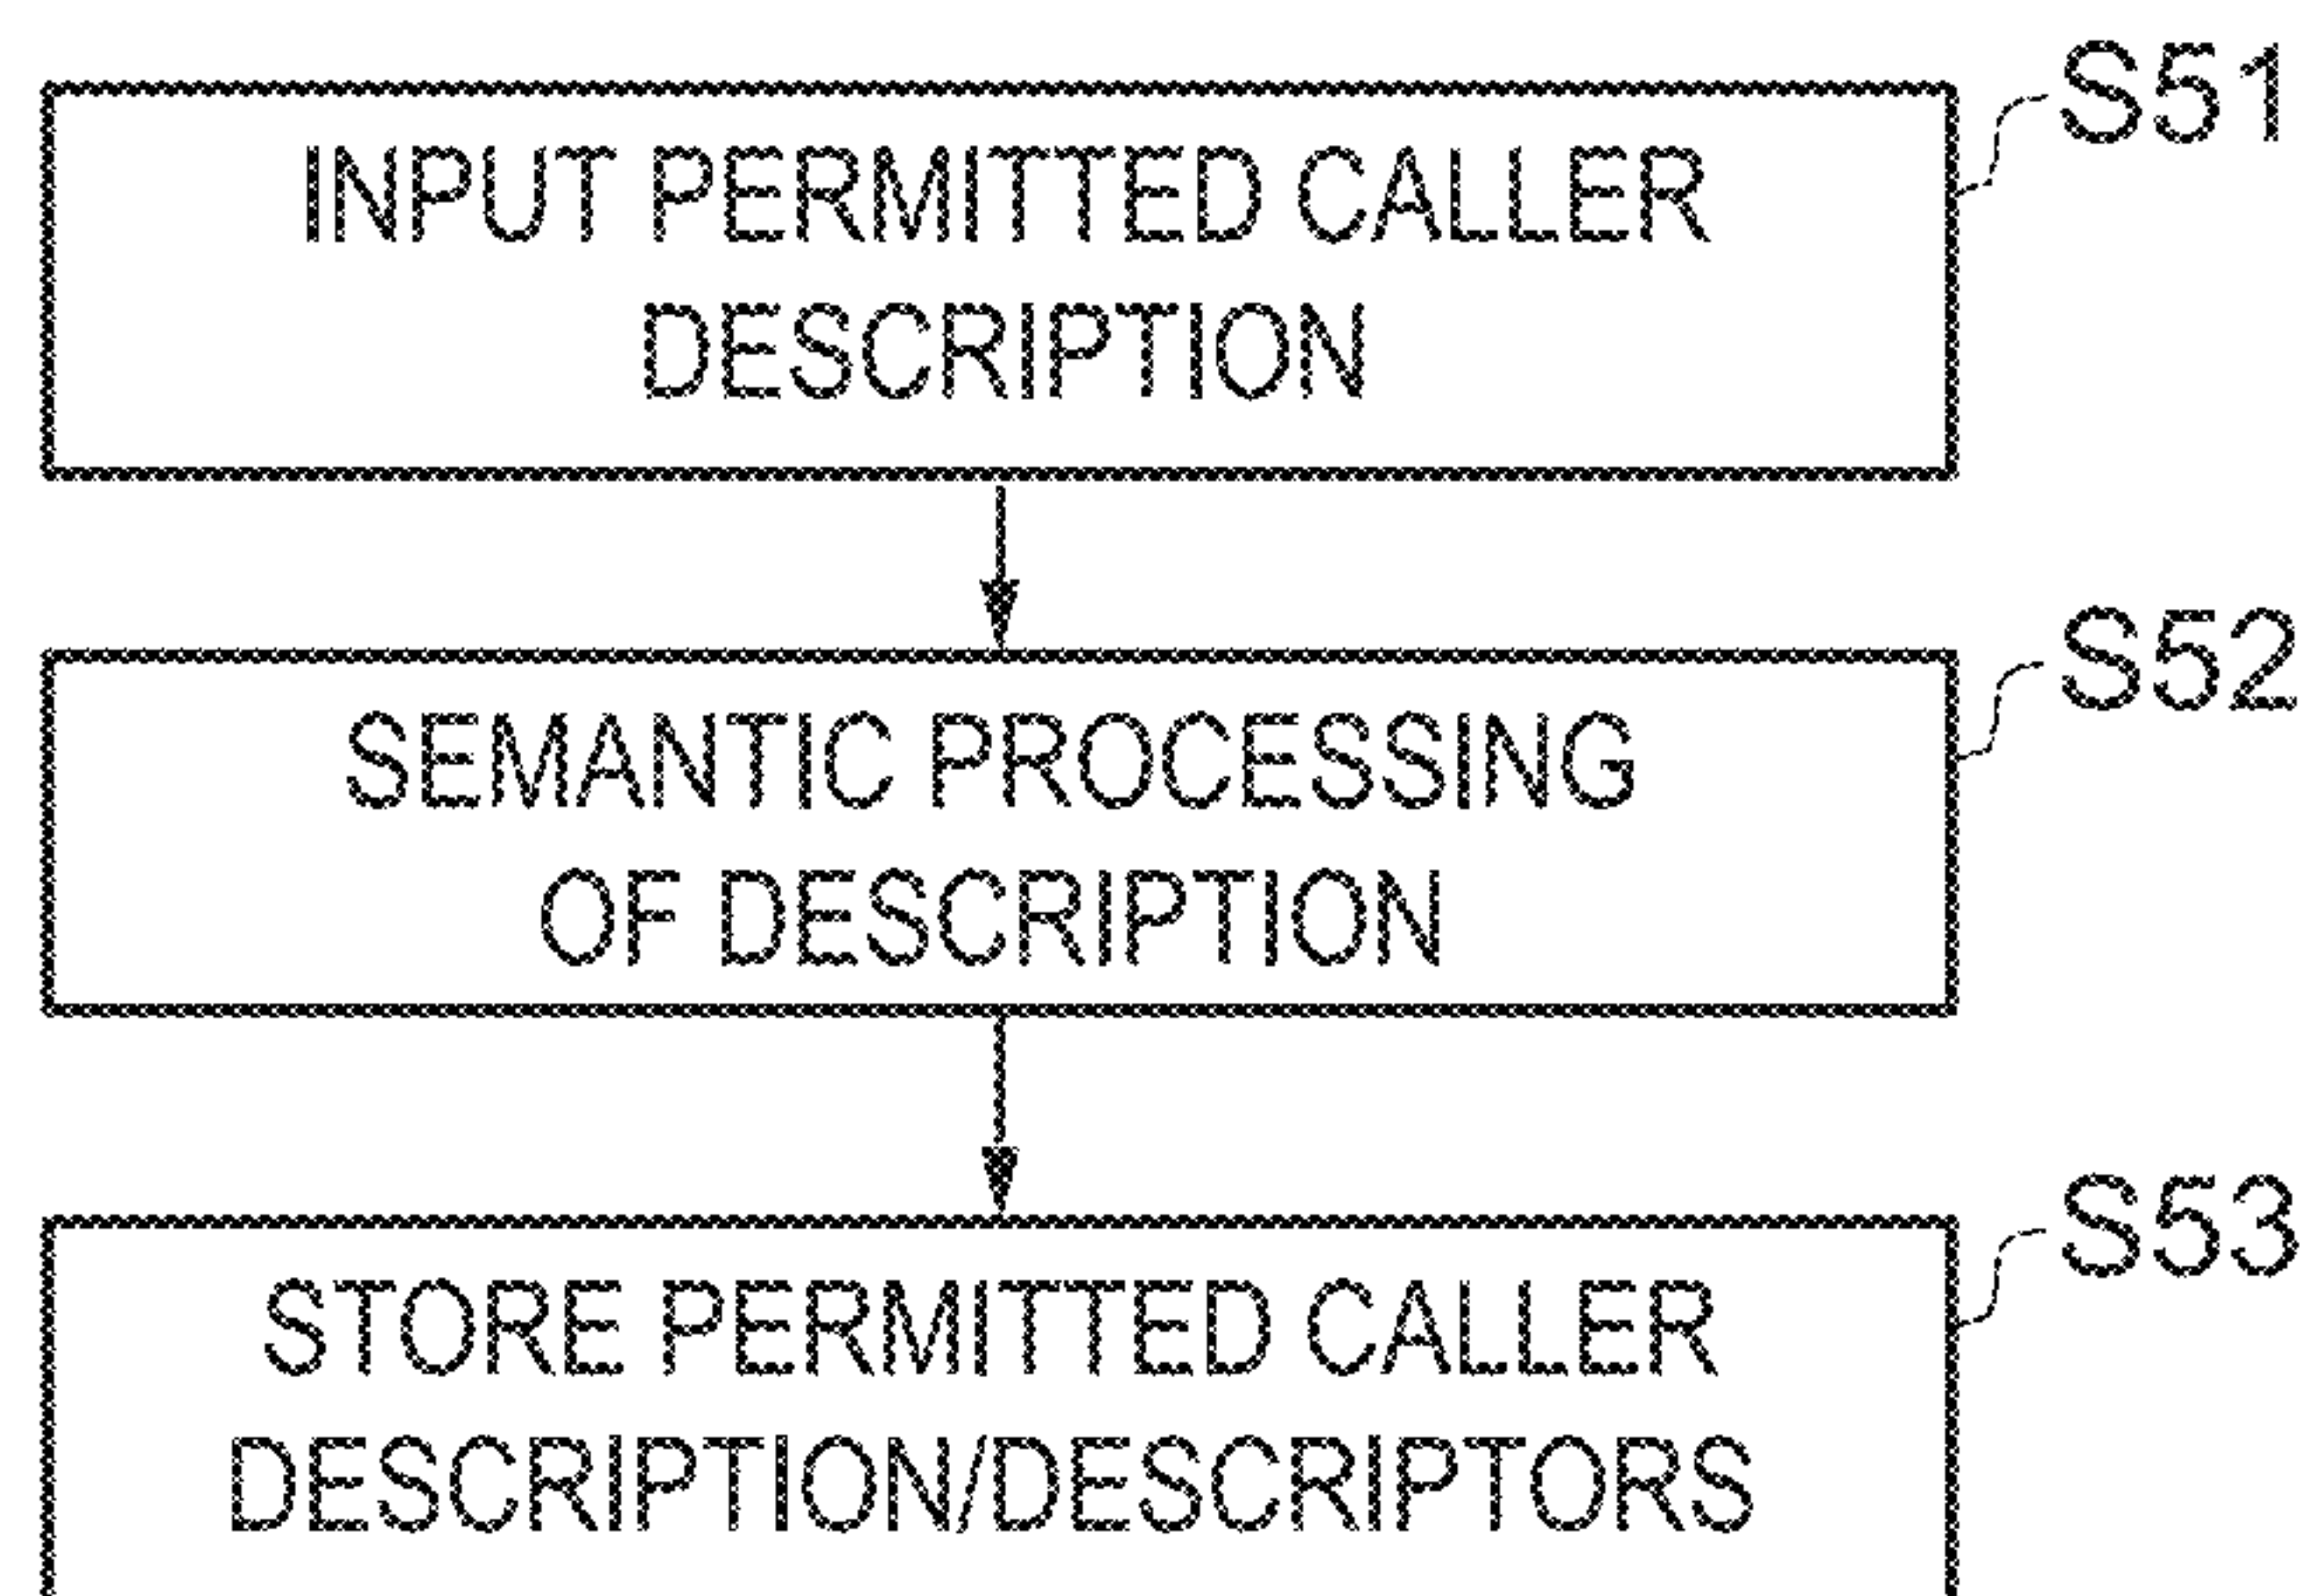 S51
INPUT PERMITTED CALLER
DESCRIPTION
S52
SEMANTIC PROCESSING
OF DESCRIPTION
S53
STORE PERMITTED CALLER
DESCRIPTION/DESCRIPTORS